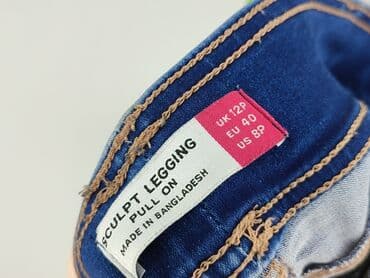 SCULPT LEGGING
PULL ON
MADE IN BANGLADESH
UK 12P
EU 40
US 8P